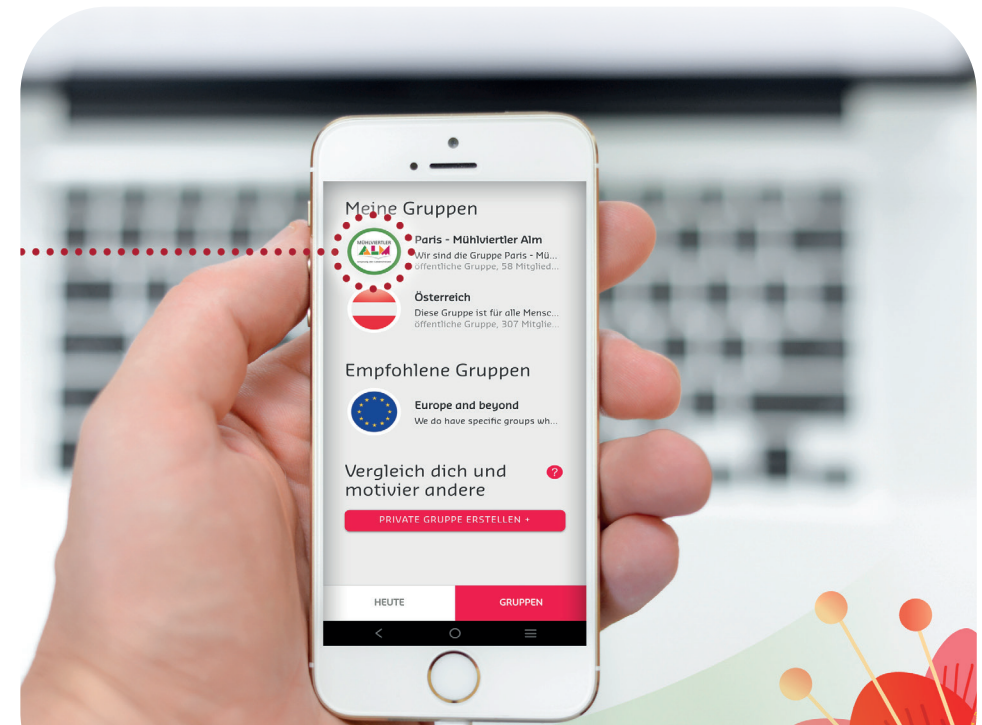 Meine Gruppen
MÜHLVIERTLER
ALM
Paris - Mühlviertler Alm
Wir sind die Gruppe Paris - Mü...
öffentliche Gruppe, 58 Mitglied...
Österreich
Diese Gruppe ist für alle Mensc...
öffentliche Gruppe, 307 Mitglie...
Empfohlene Gruppen
Europe and beyond
We do have specific groups wh...
Vergleich dich und
motivier andere
?
PRIVATE GRUPPE ERSTELLEN +
HEUTE
GRUPPEN